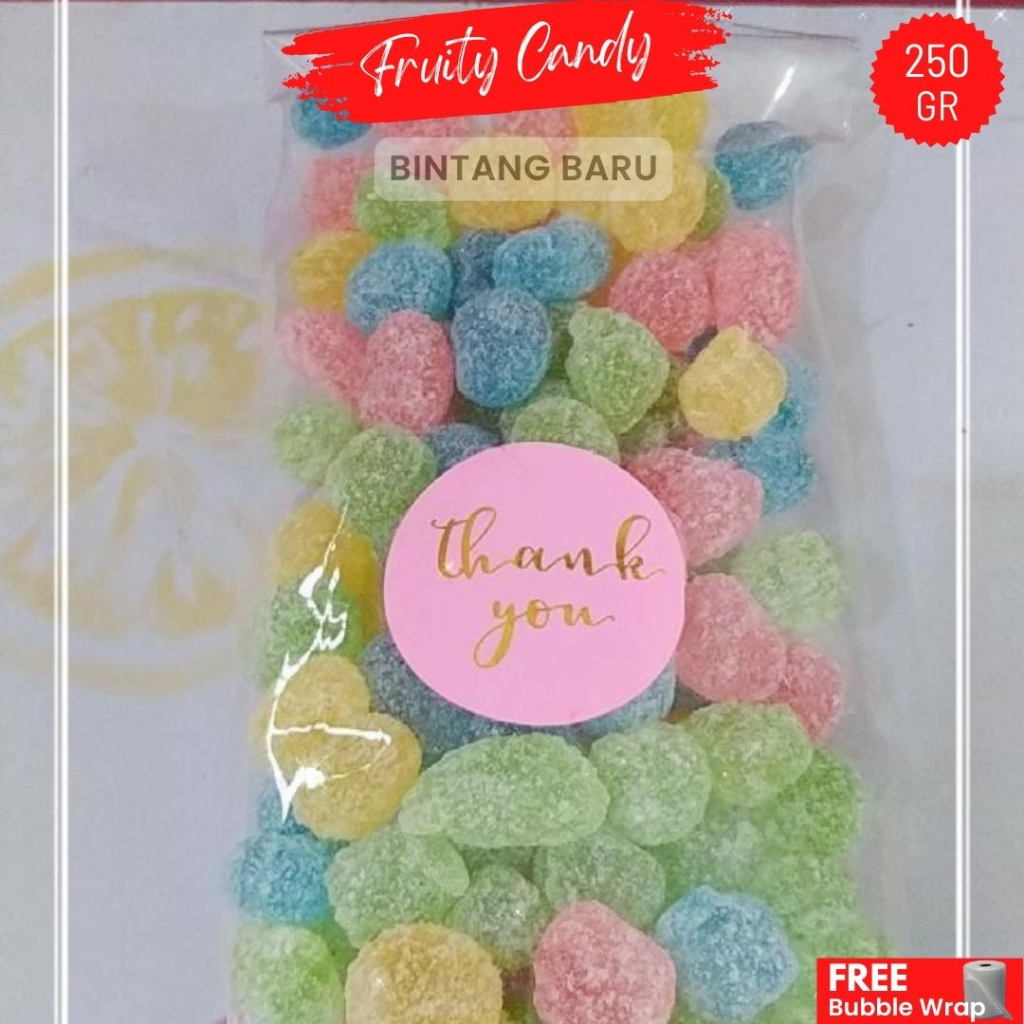 Fruity Candy
250
GR
BINTANG BARU
thank
you
FREE
Bubble Wrap